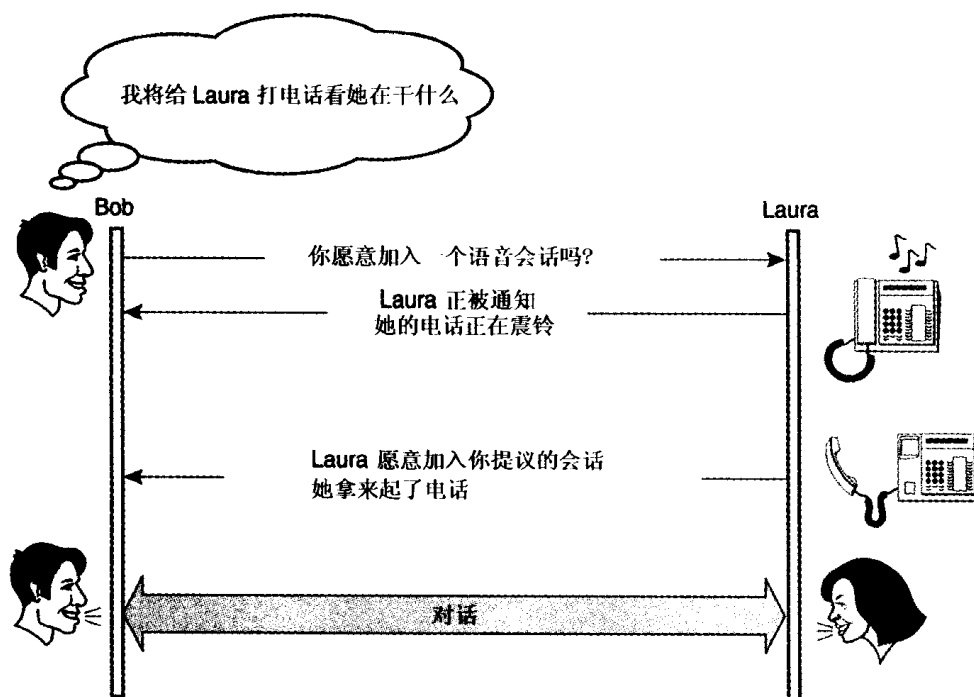 我将给 Laura 打电话看她在干什么
Bob
Laura
你愿意加入一个语音会话吗?
Laura 正被通知
她的电话正在震铃
Laura 愿意加入你提议的会话
她拿来起了电话
对话